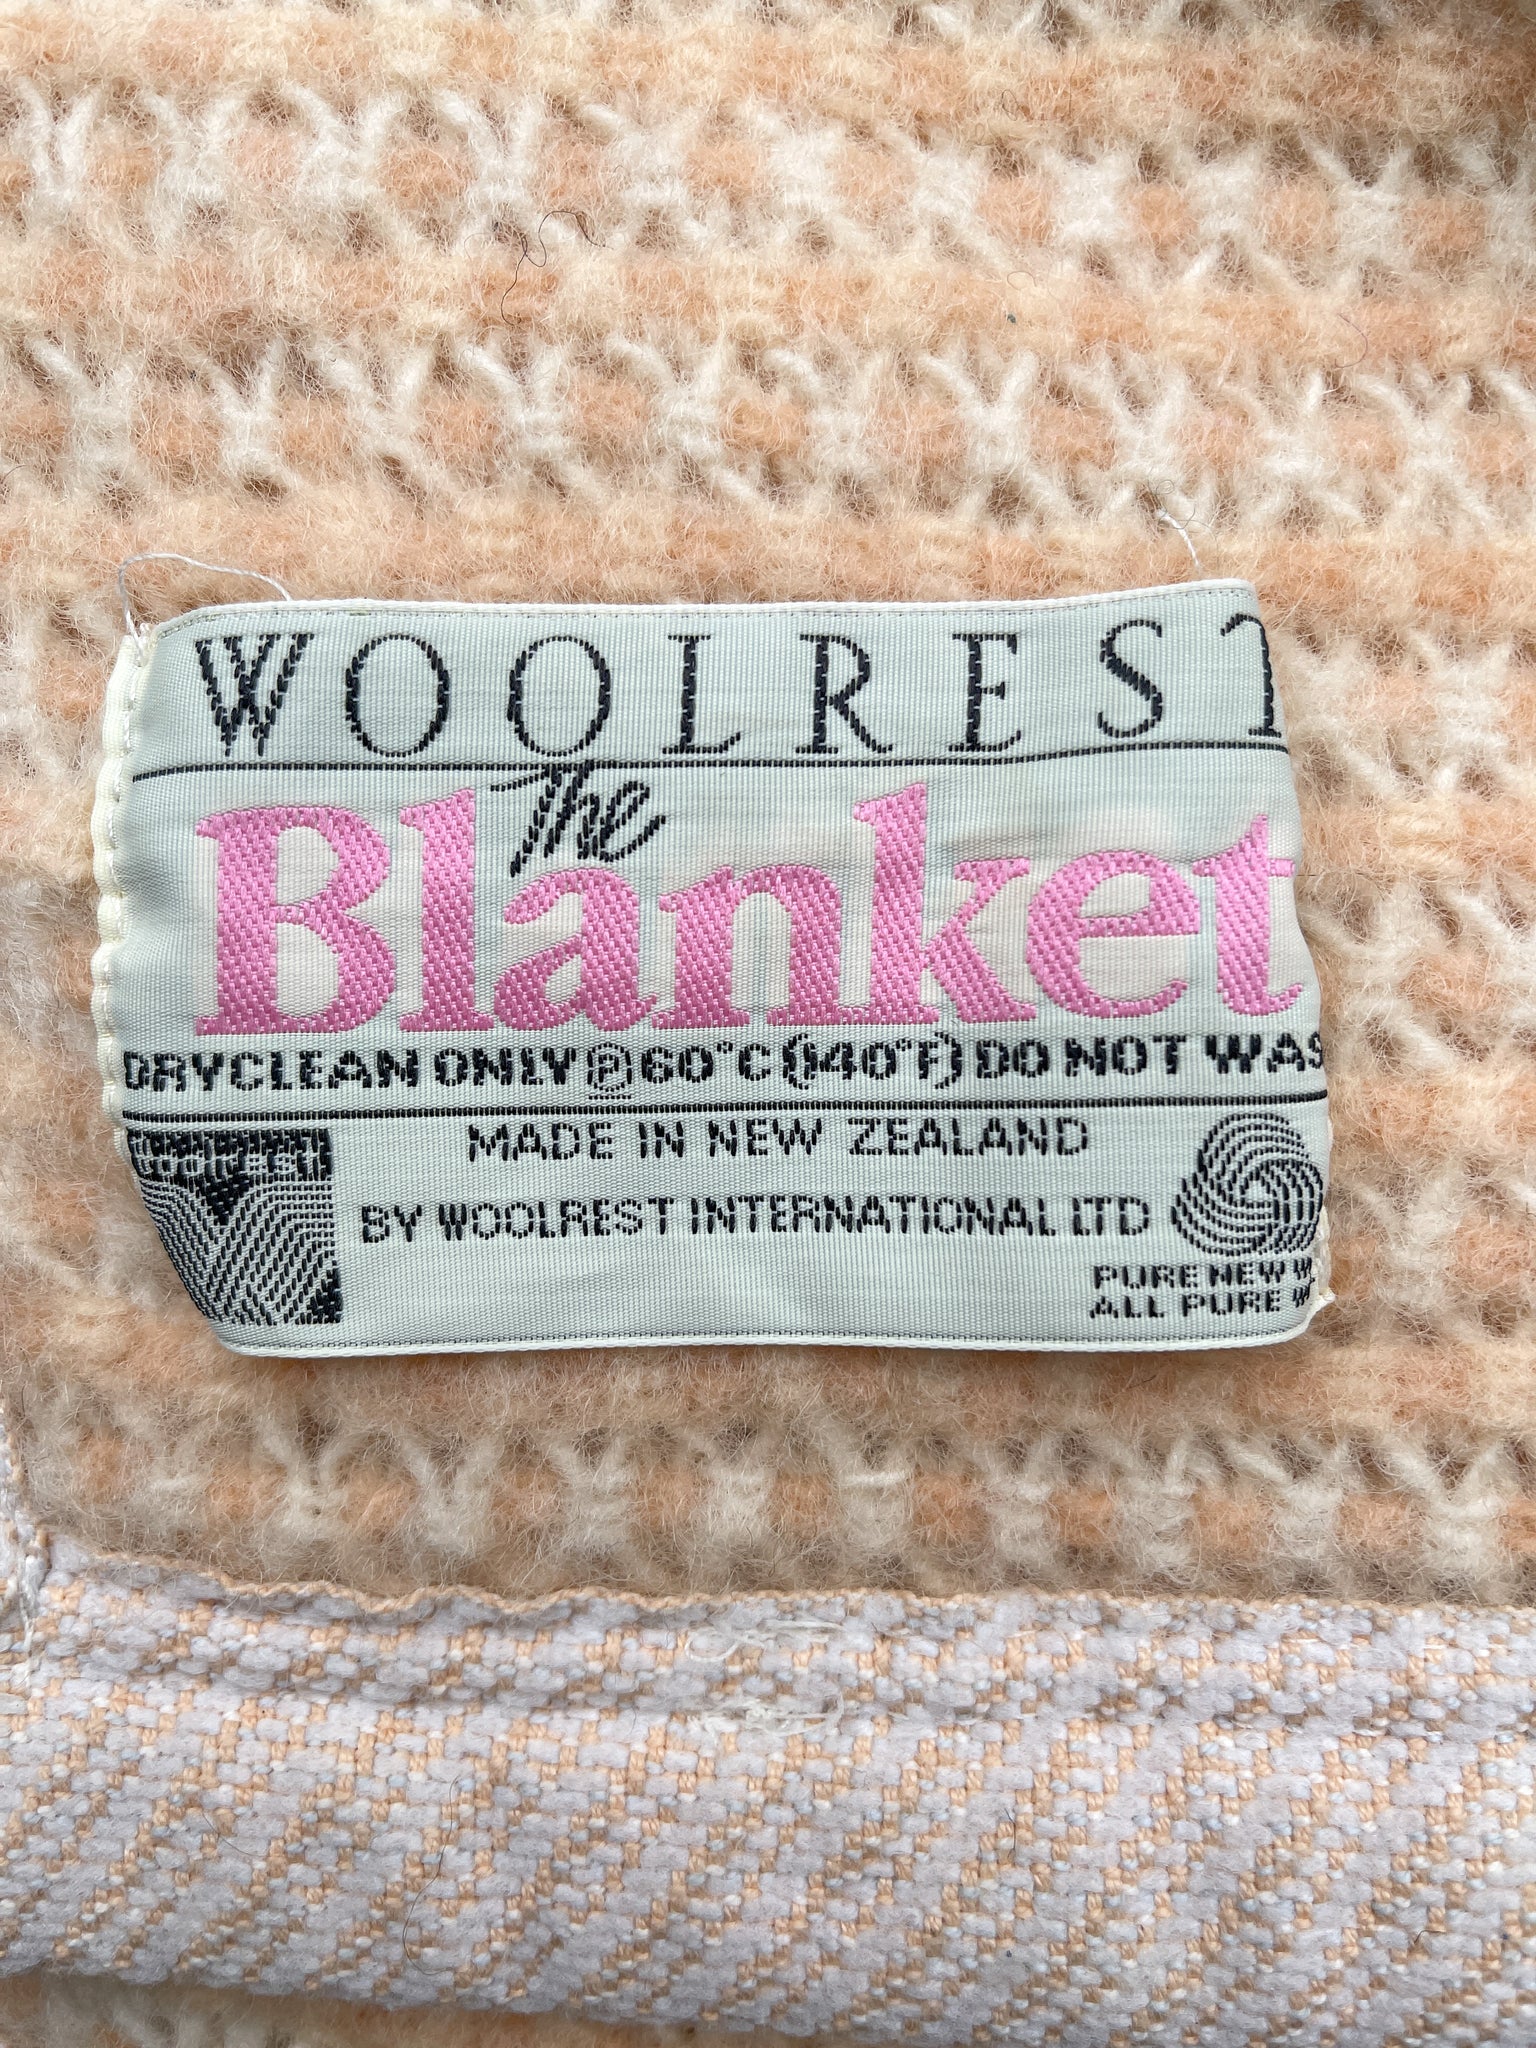 WOOLREST
The
Blanket
DRYCLEAN ONLY Ⓟ 60°C (140°F) DO NOT WAS
MADE IN NEW ZEALAND
BY WOOLREST INTERNATIONAL LTD
WOOLREST
PURE NEW W
ALL PURE W